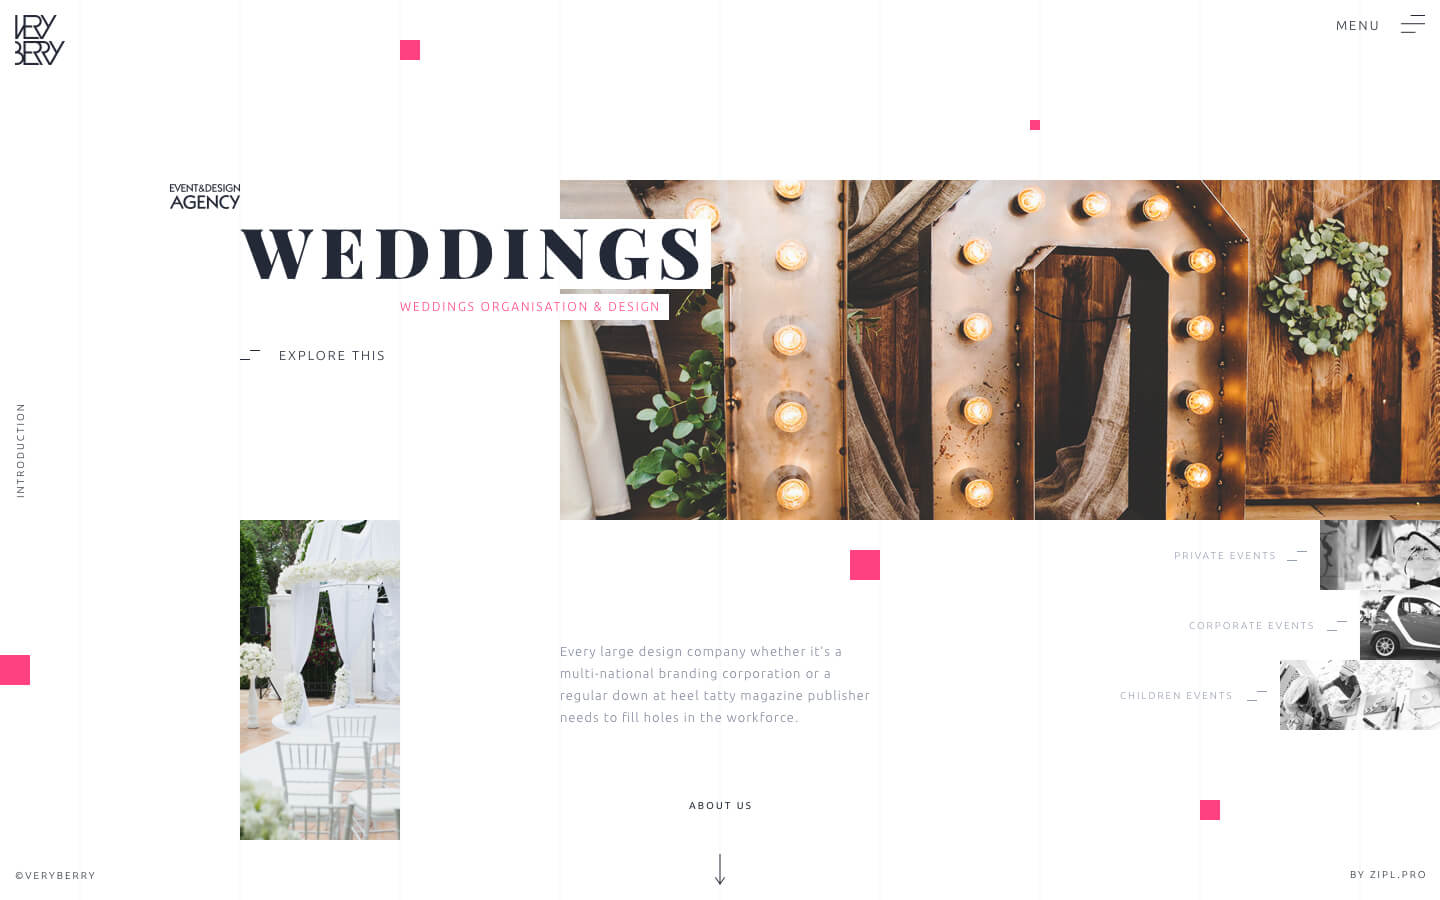 VERY
BERRY
MENU
EVENT&DESIGN
AGENCY
WEDDINGS
WEDDINGS ORGANISATION & DESIGN
EXPLORE THIS
INTRODUCTION
PRIVATE EVENTS
CORPORATE EVENTS
CHILDREN EVENTS
Every large design company whether it's a
multi-national branding corporation or a
regular down at heel tatty magazine publisher
needs to fill holes in the workforce.
ABOUT US
©VERYBERRY
BY ZIPL.PRO